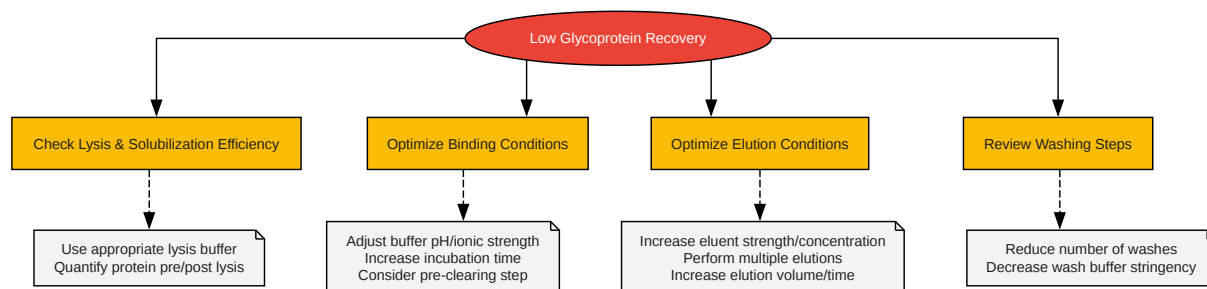 Low Glycoprotein Recovery
Check Lysis & Solubilization Efficiency
Optimize Binding Conditions
Optimize Elution Conditions
Review Washing Steps
Use appropriate lysis buffer
Quantify protein pre/post lysis
Adjust buffer pH/ionic strength
Increase incubation time
Consider pre-clearing step
Increase eluent strength/concentration
Perform multiple elutions
Increase elution volume/time
Reduce number of washes
Decrease wash buffer stringency